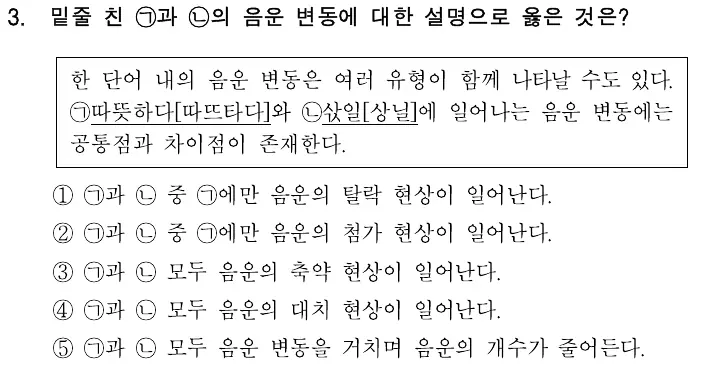 3. 밑줄 친 ㉠과 ㉡의 음운 변동에 대한 설명으로 옳은 것은?
한 단어 내의 음운 변동은 여러 유형이 함께 나타날 수도 있다.
㉠따뜻하다[따뜨타다]와 ㉡삯일[상닐]에 일어나는 음운 변동에는
공통점과 차이점이 존재한다.
① ㉠과 ㉡ 중 ㉠에만 음운의 탈락 현상이 일어난다.
② ㉠과 ㉡ 중 ㉠에만 음운의 첨가 현상이 일어난다.
③ ㉠과 ㉡ 모두 음운의 축약 현상이 일어난다.
④ ㉠과 ㉡ 모두 음운의 대치 현상이 일어난다.
⑤ ㉠과 ㉡ 모두 음운 변동을 거치며 음운의 개수가 줄어든다.